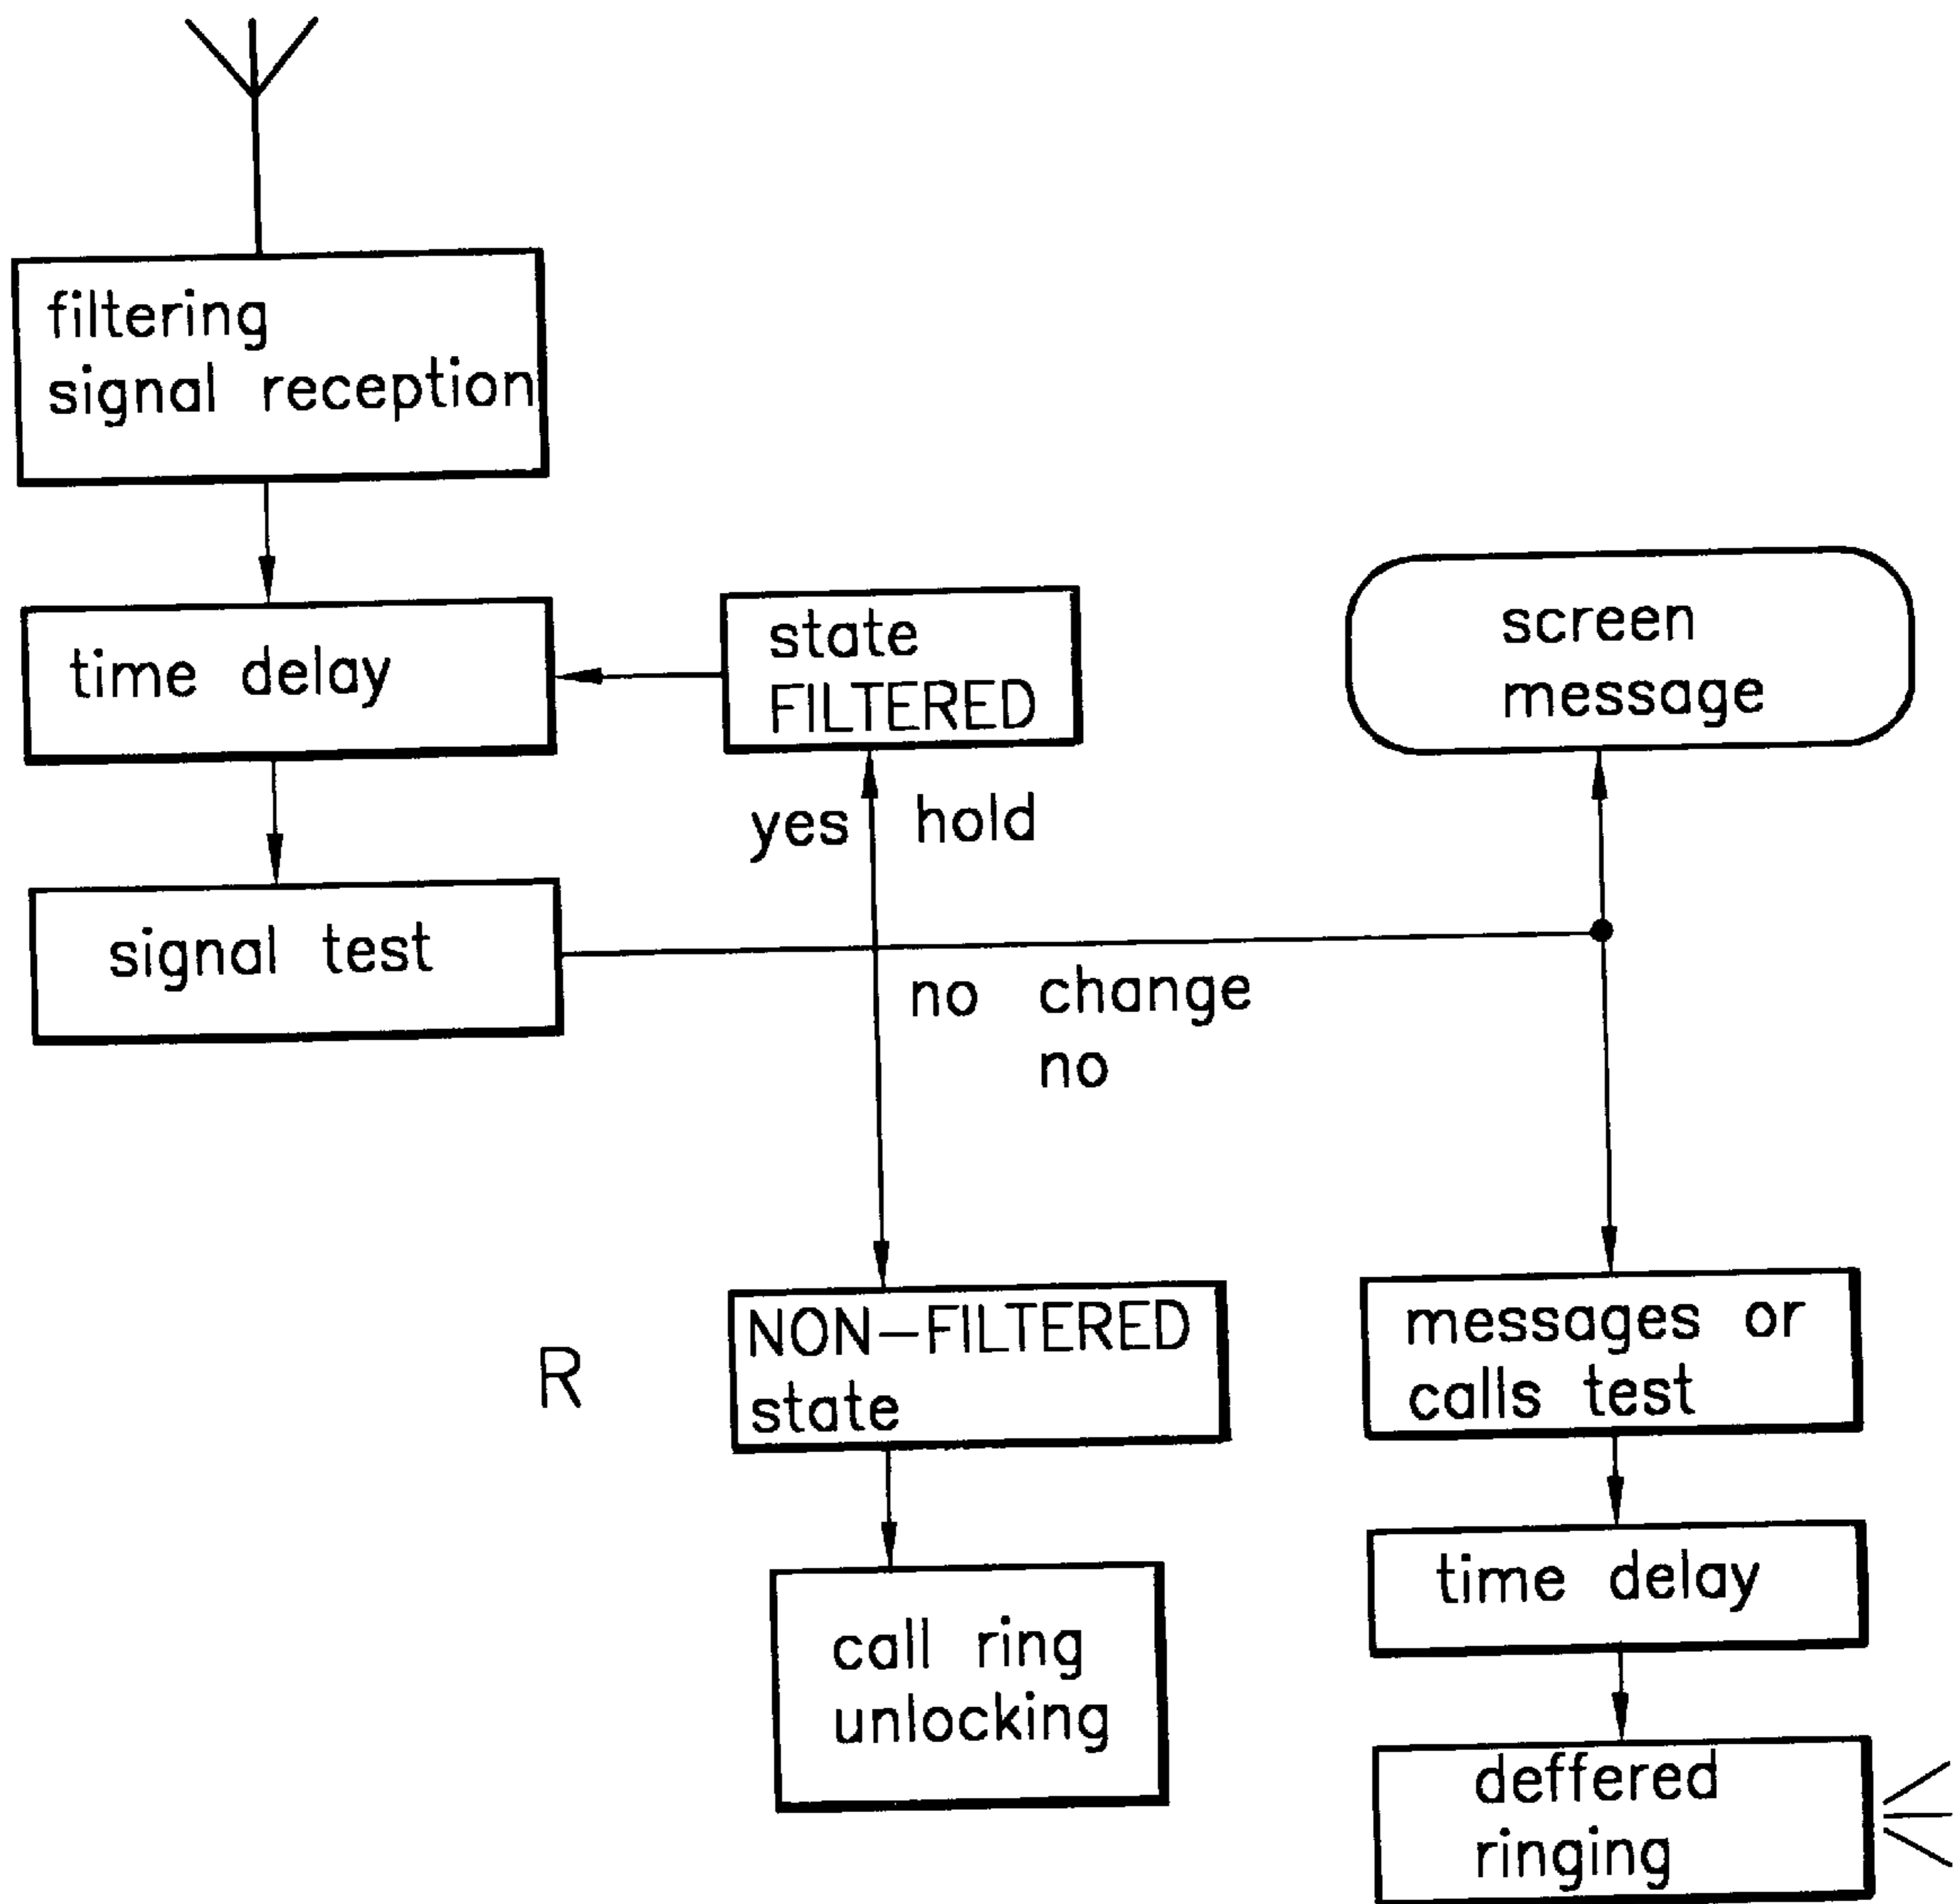 filtering
signal reception
time delay
state
FILTERED
screen
message
yes hold
signal test
no change
no
R
NON-FILTERED
state
messages or
calls test
time delay
call ring
unlocking
deffered
ringing